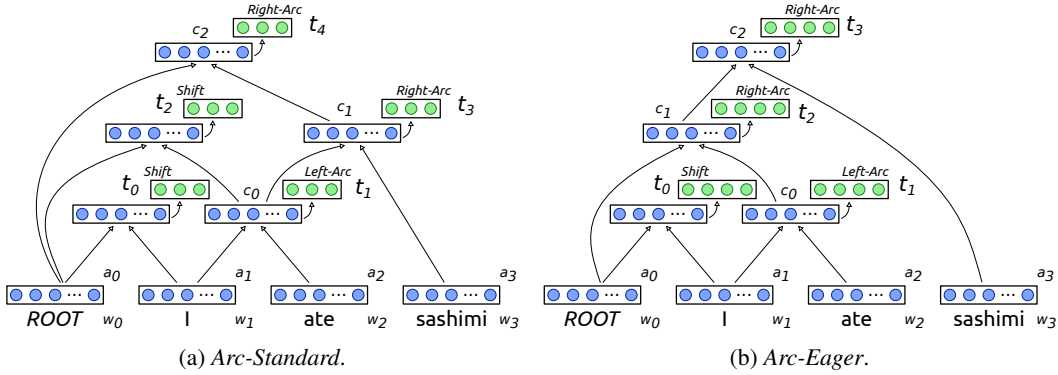 Right-Arc
c2 t4
Shift
t2
Right-Arc
c1 t3
Shift
t0
Left-Arc
c0 t1
a0 a1 a2 a3
ROOT w0 I w1 ate w2 sashimi w3
(a) Arc-Standard.
Right-Arc
c2 t3
Right-Arc
c1 t2
Shift
t0
Left-Arc
c0 t1
a0 a1 a2 a3
ROOT w0 I w1 ate w2 sashimi w3
(b) Arc-Eager.